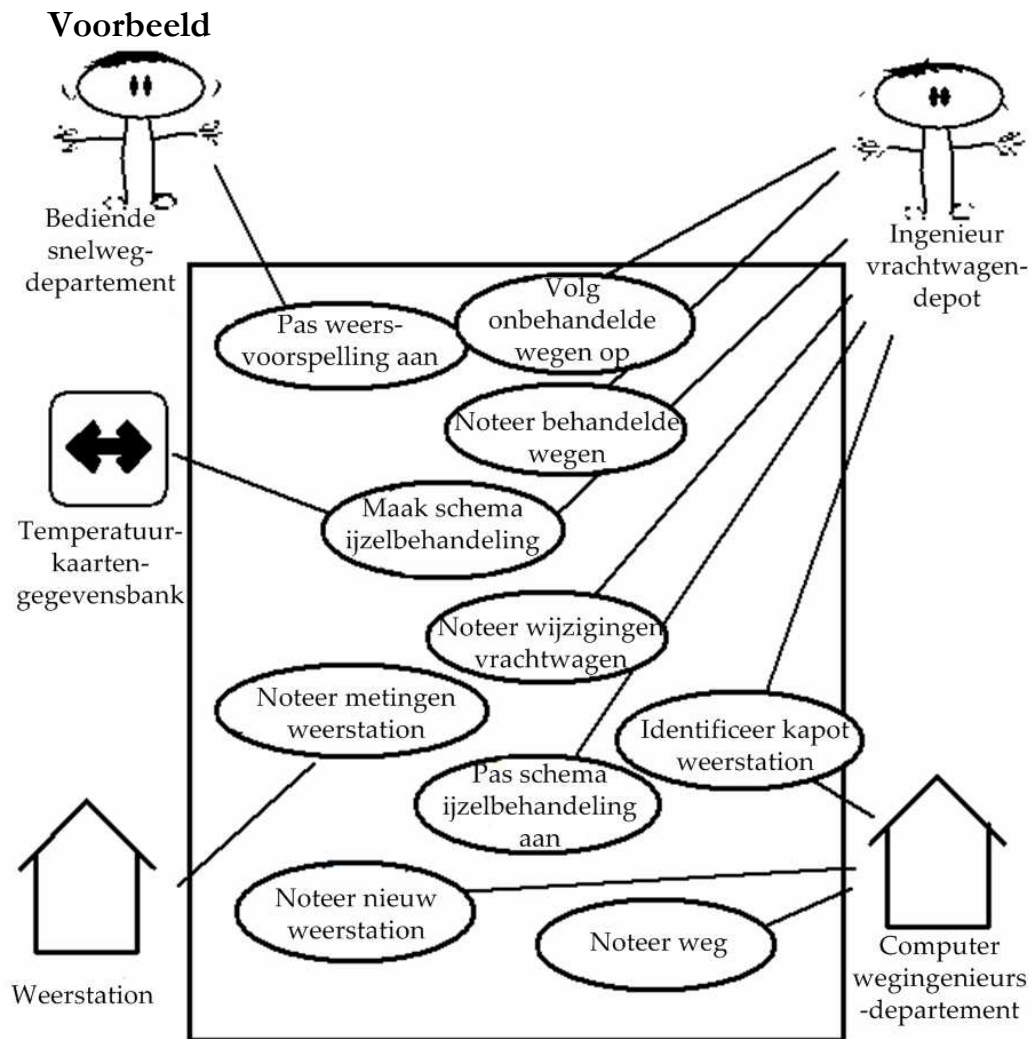 Voorbeeld
Bediende
snelweg-
departement
Ingenieur
vrachtwagen-
depot
Volg
onbehandelde
wegen op
Pas weers-
voorspelling aan
Noteer behandelde
wegen
Maak schema
ijzelbehandeling
Temperatuur-
kaarten-
gegevensbank
Noteer wijzigingen
vrachtwagen
Noteer metingen
weerstation
Identificeer kapot
weerstation
Pas schema
ijzelbehandeling
aan
Noteer nieuw
weerstation
Noteer weg
Weerstation
Computer
wegingenieurs
-departement